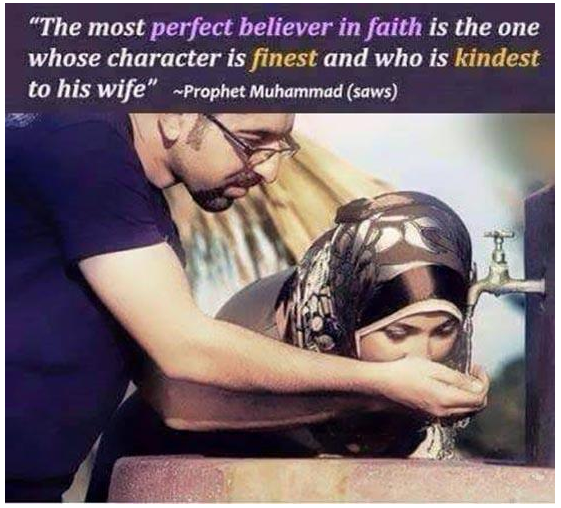 “The most perfect believer in faith is the one
whose character is finest and who is kindest
to his wife” ~Prophet Muhammad (saws)